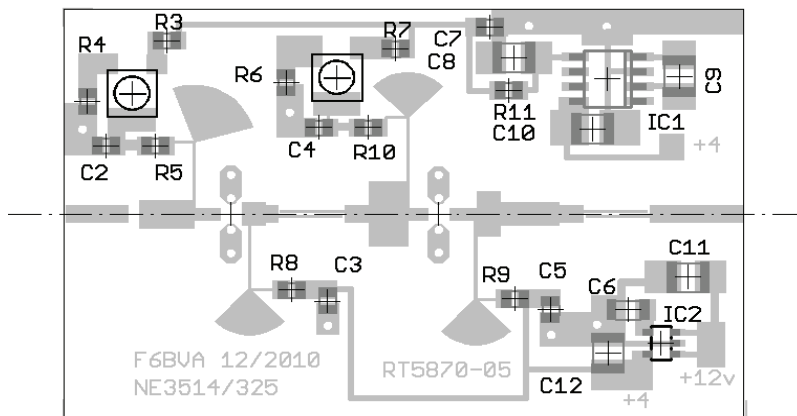 R3
R7
C7
R4
C8
R6
C9
R11
C10
IC1
C4
R10
+4
C2
R5
C11
R8
C3
R9
C5
C6
IC2
F6BVA 12/2010
RT5870-05
NE3514/325
C12
+12v
+4